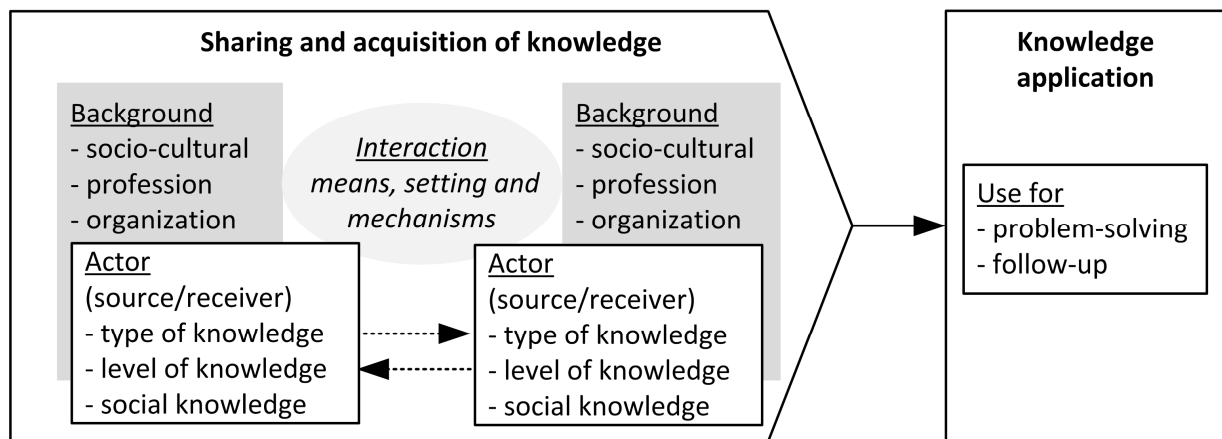 Sharing and acquisition of knowledge
Background
- socio-cultural
- profession
- organization
Interaction
means, setting and
mechanisms
Background
- socio-cultural
- profession
- organization
Actor
(source/receiver)
- type of knowledge
- level of knowledge
- social knowledge
Actor
(source/receiver)
- type of knowledge
- level of knowledge
- social knowledge
Knowledge
application
Use for
- problem-solving
- follow-up